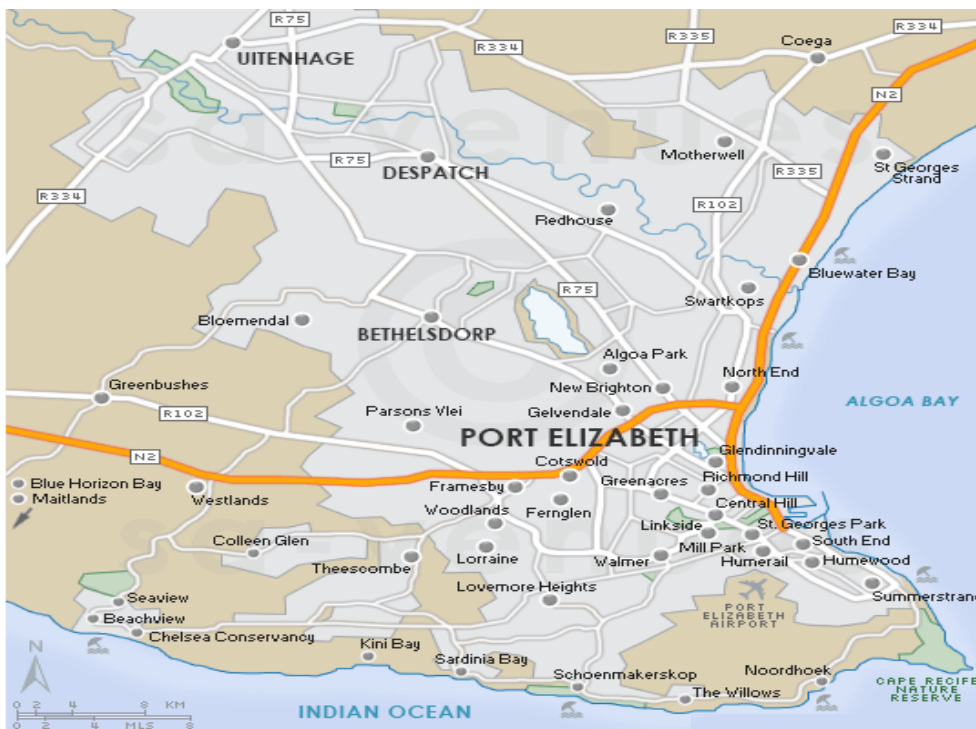 R75
R334
R335
R334
UITENHAGE
Coega
N2
sa-venues
Motherwell
St Georges
Strand
R75
DESPATCH
R335
R334
R102
Redhouse
Bluewater Bay
R75
Swartkops
Bloemendal
BETHELSDORP
Algoa Park
Greenbushes
New Brighton
North End
ALGOA BAY
R102
Parsons Vlei
Gelvendale
PORT ELIZABETH
Glendinningvale
N2
Cotswold
Blue Horizon Bay
Westlands
Framesby
Greenacres
Richmond Hill
Maitlands
Central Hill
Woodlands
Fernglen
sa-venues
Linkside
St. Georges Park
Colleen Glen
South End
Lorraine
Mill Park
Theescombe
Walmer
Humerail
Humewood
Lovemore Heights
Summerstrand
Seaview
PORT
ELIZABETH
AIRPORT
Beachview
Chelsea Conservancy
Kini Bay
N
Sardinia Bay
Schoenmakerskop
Noordhoek
The Willows
CAPE RECIFE
NATURE
RESERVE
0 2 4 8 KM
INDIAN OCEAN
0 2 4 8
MLS